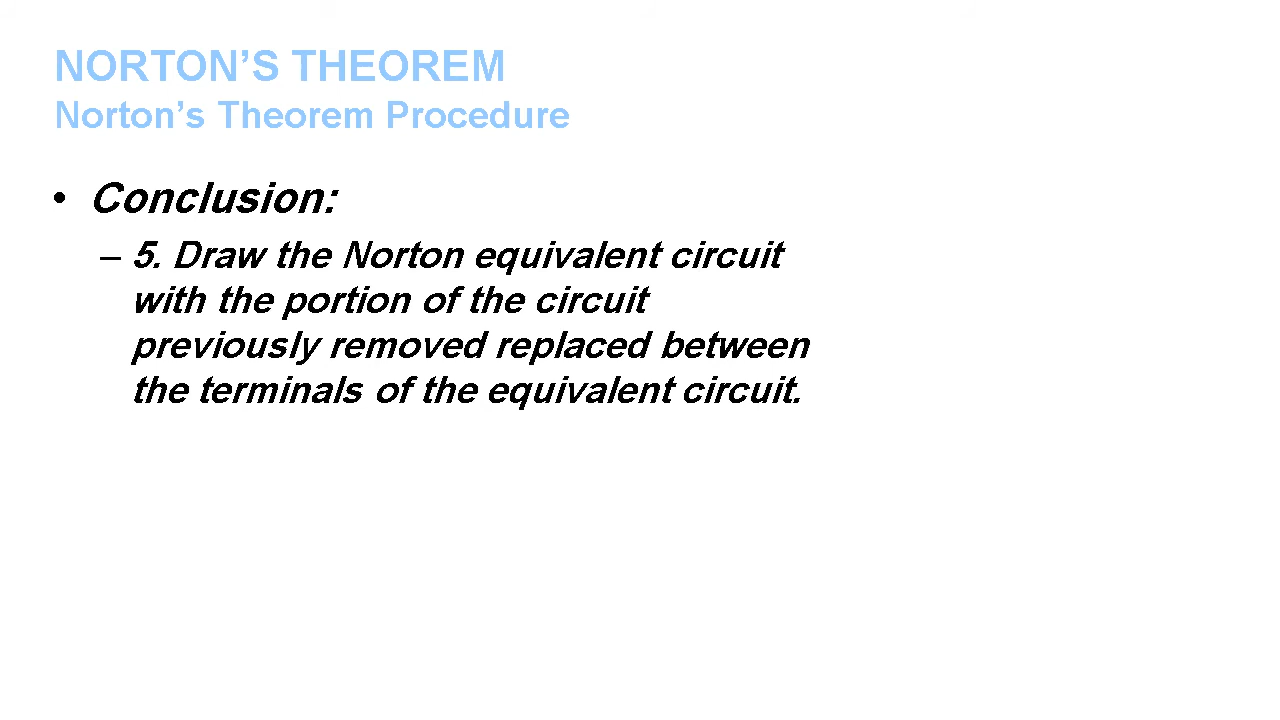 NORTON’S THEOREM
Norton’s Theorem Procedure
• Conclusion:
– 5. Draw the Norton equivalent circuit
with the portion of the circuit
previously removed replaced between
the terminals of the equivalent circuit.